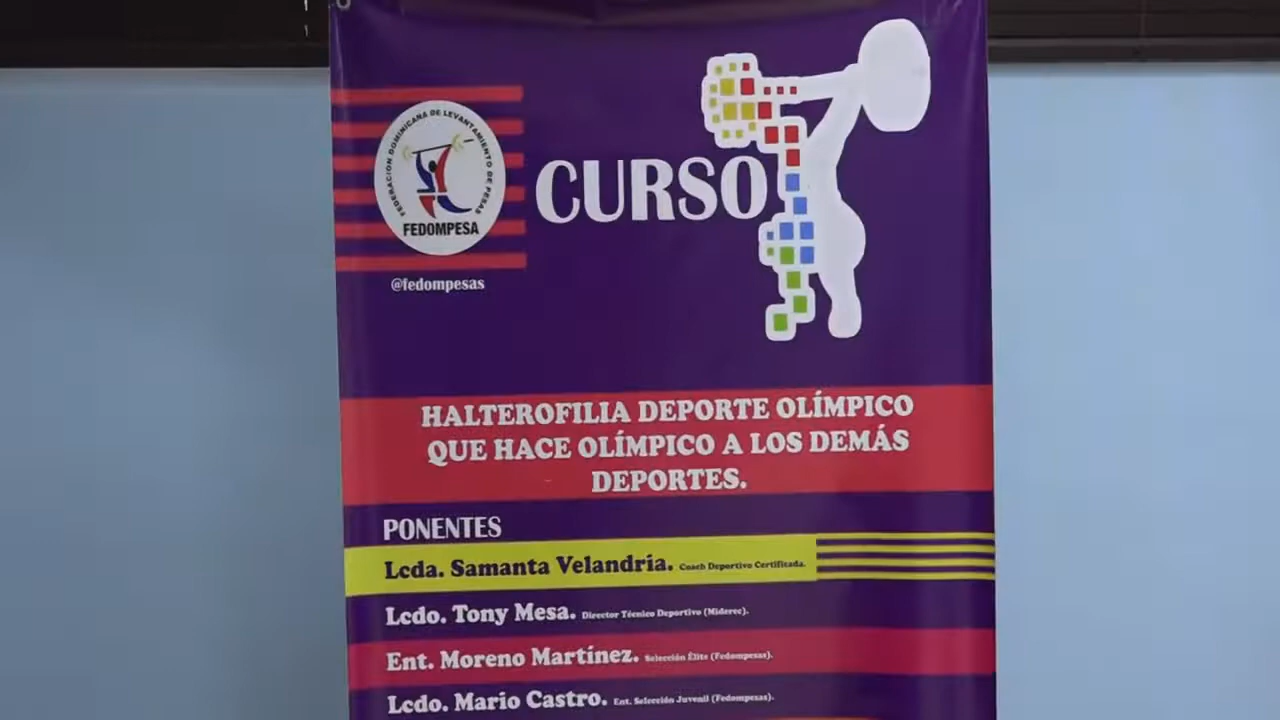 FEDERACION DOMINICANA DE LEVANTAMIENTO DE PESAS
FEDOMPESA
@fedompesas
CURSO
HALTEROFILIA DEPORTE OLÍMPICO
QUE HACE OLÍMPICO A LOS DEMÁS
DEPORTES.
PONENTES
Lcda. Samanta Velandria. Coach Deportivo Certificada.
Lcdo. Tony Mesa. Director Técnico Deportivo (Miderec).
Ent. Moreno Martínez. Selección Élite (Fedompesas).
Lcdo. Mario Castro. Ent. Selección Juvenil (Fedompesas).